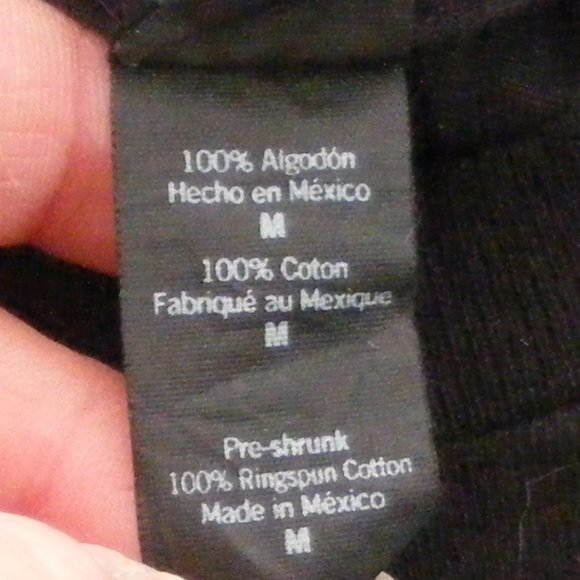 100% Algodón
Hecho en México
M
100% Coton
Fabriqué au Mexique
M
Pre-shrunk
100% Ringspun Cotton
Made in México
M